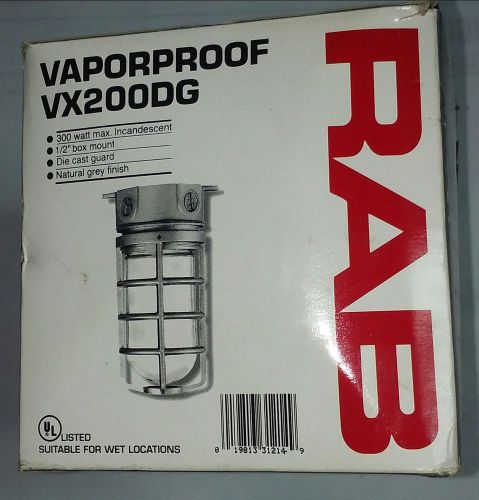 VAPORPROOF
VX200DG
• 300 watt max. Incandescent
• 1/2" box mount
• Die cast guard
• Natural grey finish
RAB
UL LISTED
SUITABLE FOR WET LOCATIONS
0 19813 31214 9